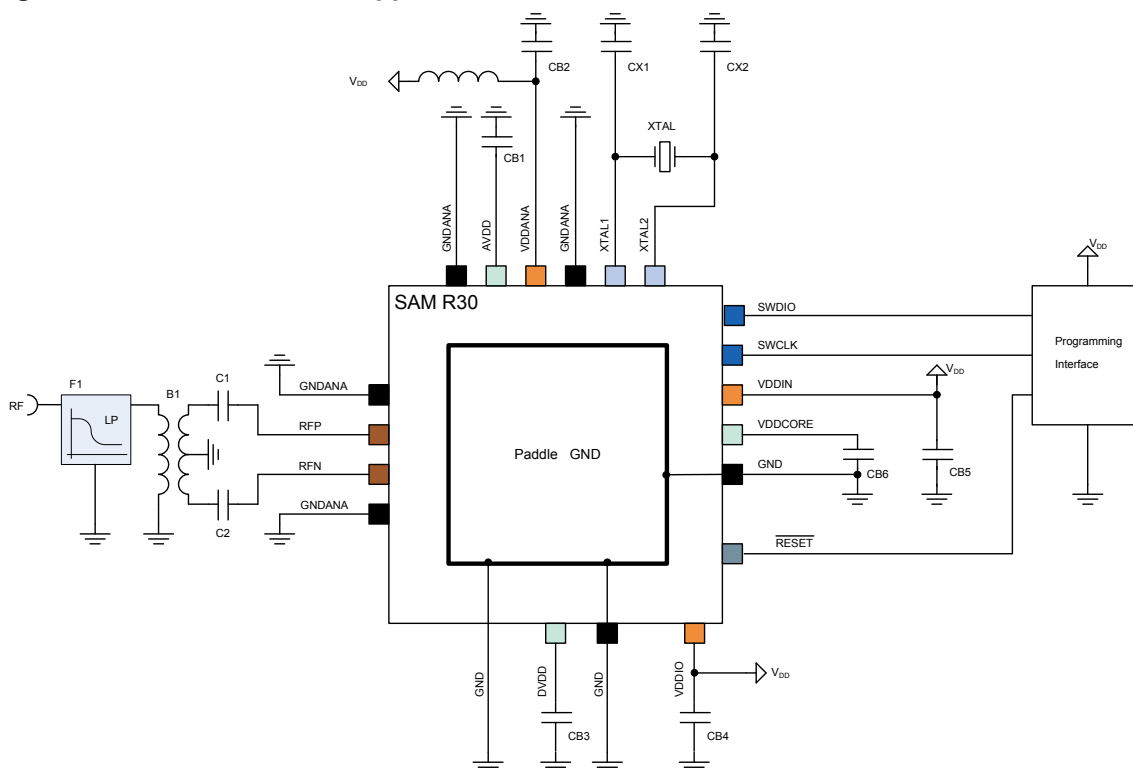 CB2
CX1
CX2
VDD
XTAL
CB1
GNDANA
AVDD
VDDANA
GNDANA
XTAL1
XTAL2
VDD
SAM R30
SWDIO
SWCLK
Programming
Interface
VDD
VDDIN
F1
B1
C1
GNDANA
RF
LP
RFP
VDDCORE
Paddle GND
GND
RFN
CB6
CB5
GNDANA
C2
RESET
GND
DVDD
GND
VDDIO
VDD
CB3
CB4